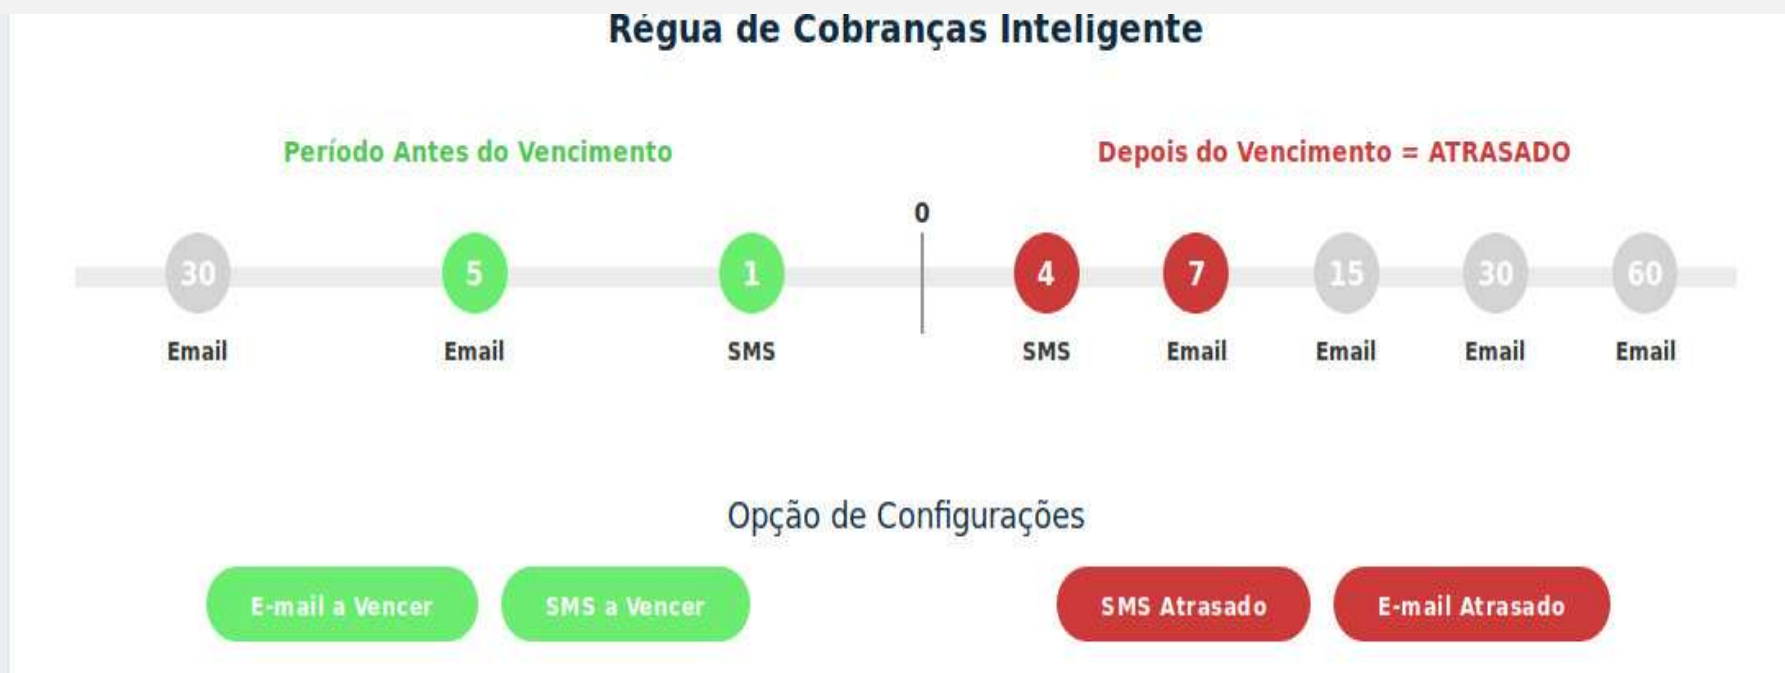 Régua de Cobranças Inteligente
Período Antes do Vencimento
Depois do Vencimento = ATRASADO
0
30 5 1 4 7 15 30 60
Email Email SMS SMS Email Email Email Email
Opção de Configurações
E-mail a Vencer SMS a Vencer SMS Atrasado E-mail Atrasado